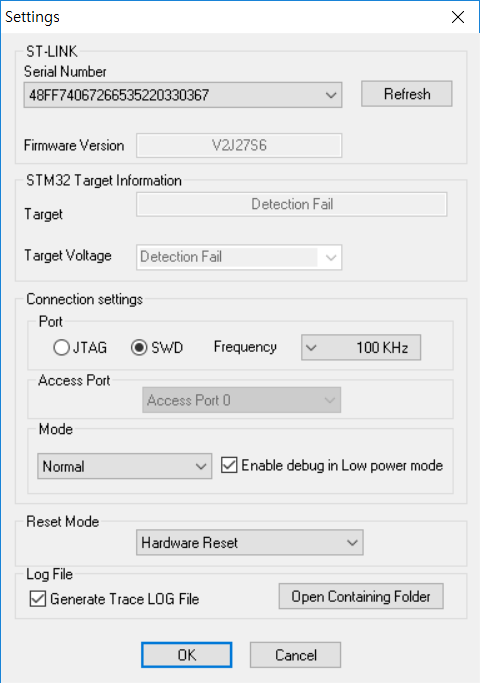 Settings
ST-LINK
Serial Number
48FF74067266535220330367
Refresh
Firmware Version
V2J27S6
STM32 Target Information
Target
Detection Fail
Target Voltage
Detection Fail
Connection settings
Port
JTAG
SWD
Frequency
100 KHz
Access Port
Access Port 0
Mode
Normal
Enable debug in Low power mode
Reset Mode
Hardware Reset
Log File
Generate Trace LOG File
Open Containing Folder
OK
Cancel